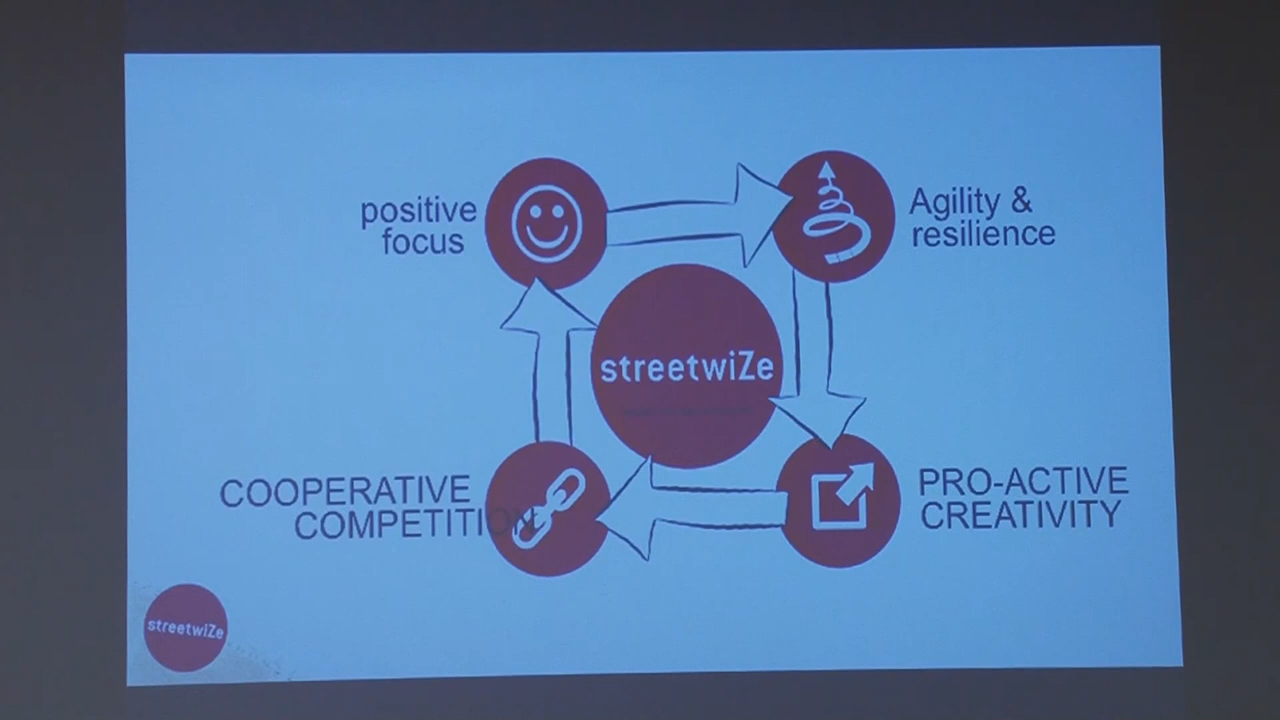 positive
focus
Agility &
resilience
streetwiZe
COOPERATIVE
COMPETITION
PRO-ACTIVE
CREATIVITY
streetwiZe